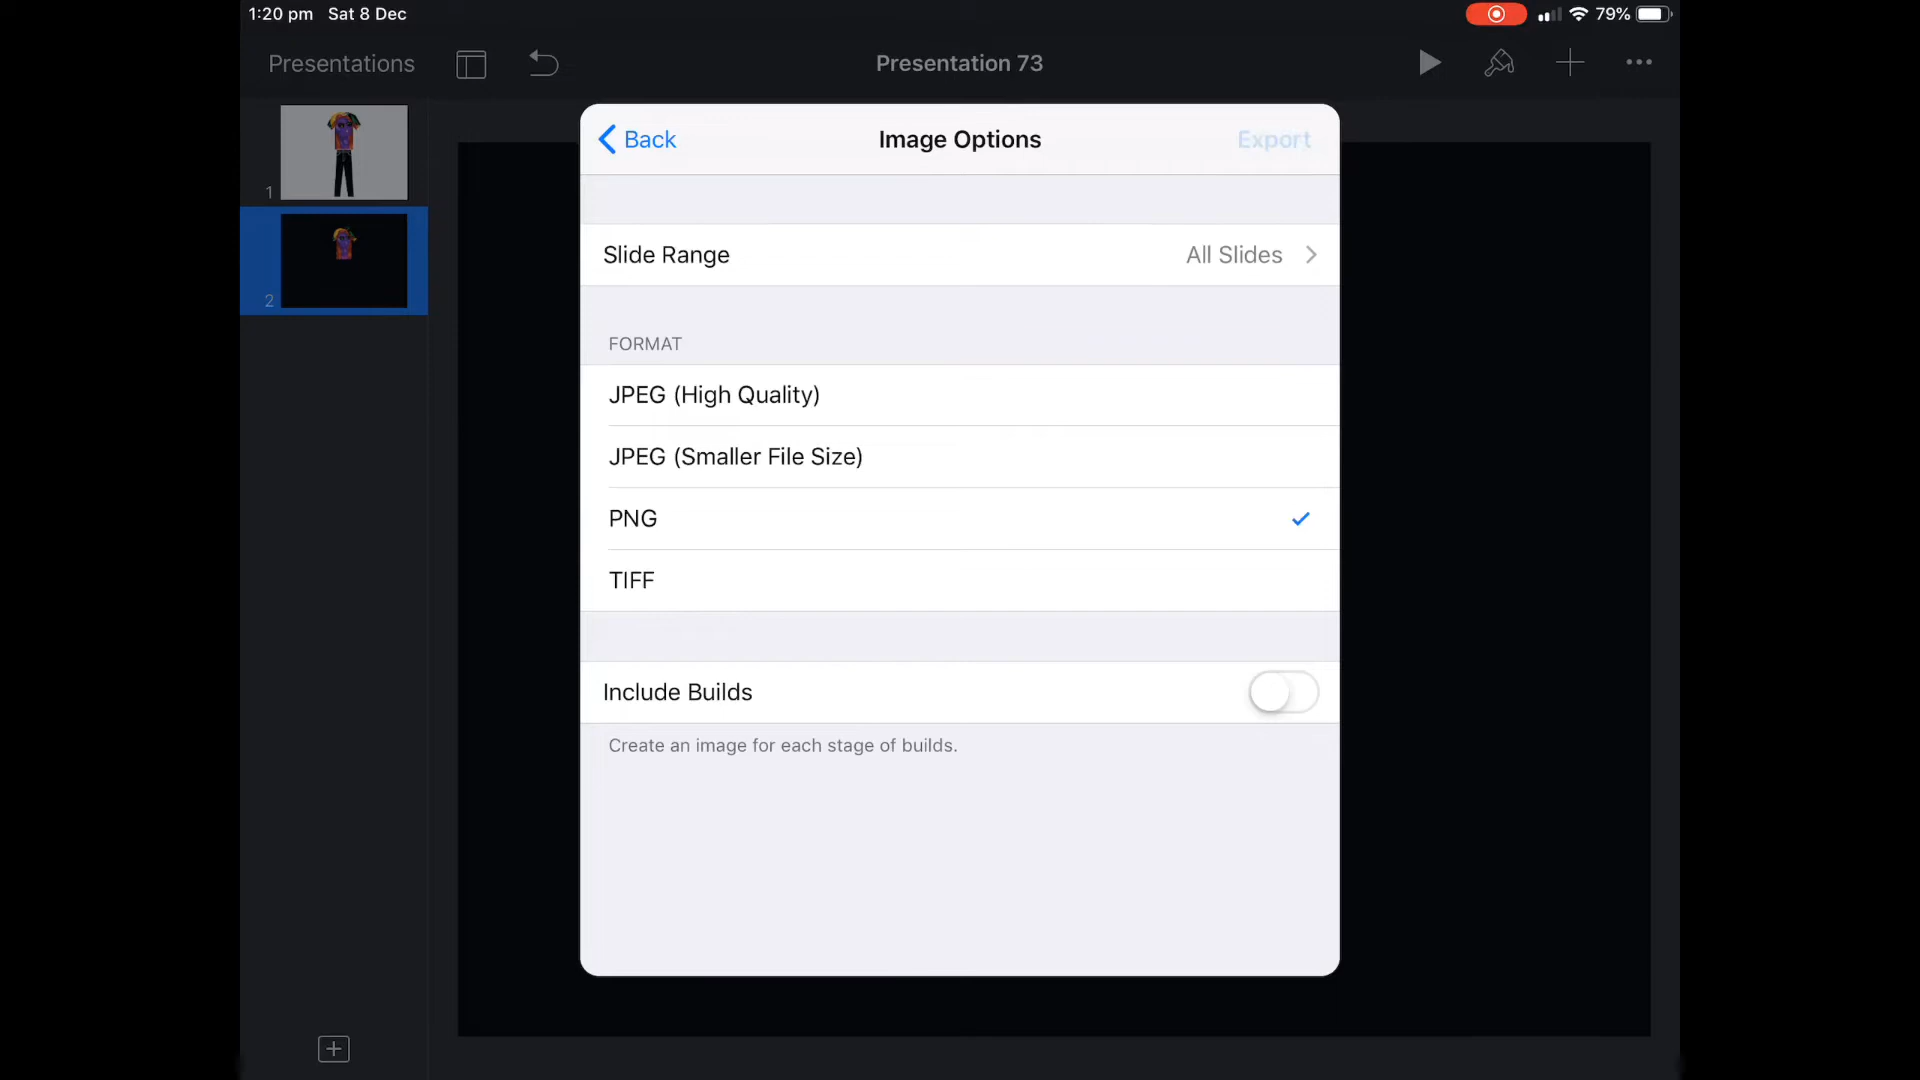 1:20 pm Sat 8 Dec
79%
Presentations
Presentation 73
1
2
Back
Image Options
Export
Slide Range
All Slides
FORMAT
JPEG (High Quality)
JPEG (Smaller File Size)
PNG
TIFF
Include Builds
Create an image for each stage of builds.